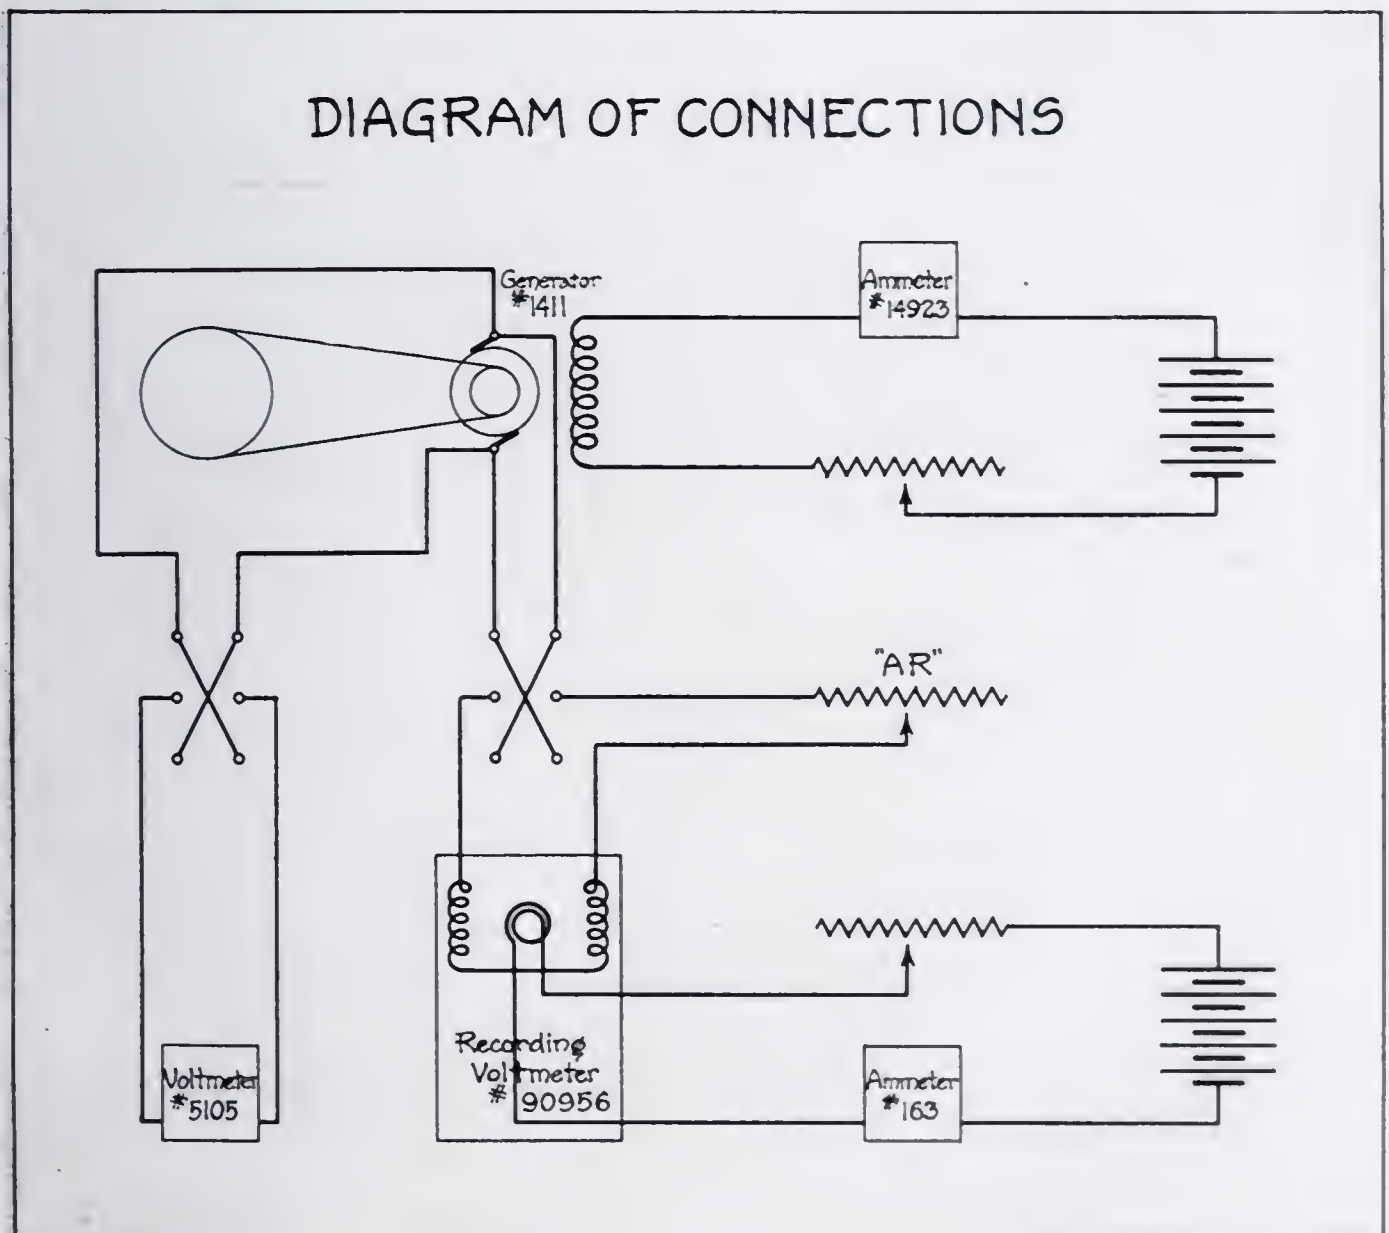 DIAGRAM OF CONNECTIONS
Generator
#1411
Ammeter
#14923
"AR"
Recording
Voltmeter
# 90956
Voltmeter
#5105
Ammeter
#163